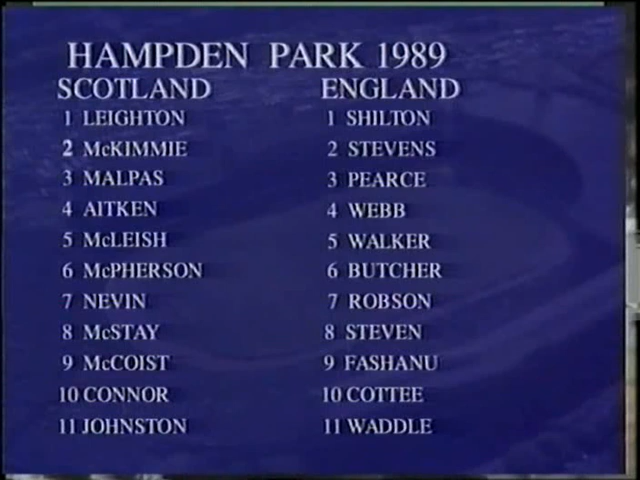 HAMPDEN PARK 1989
SCOTLAND ENGLAND
1 LEIGHTON 1 SHILTON
2 McKIMMIE 2 STEVENS
3 MALPAS 3 PEARCE
4 AITKEN 4 WEBB
5 McLEISH 5 WALKER
6 McPHERSON 6 BUTCHER
7 NEVIN 7 ROBSON
8 McSTAY 8 STEVEN
9 McCOIST 9 FASHANU
10 CONNOR 10 COTTEE
11 JOHNSTON 11 WADDLE